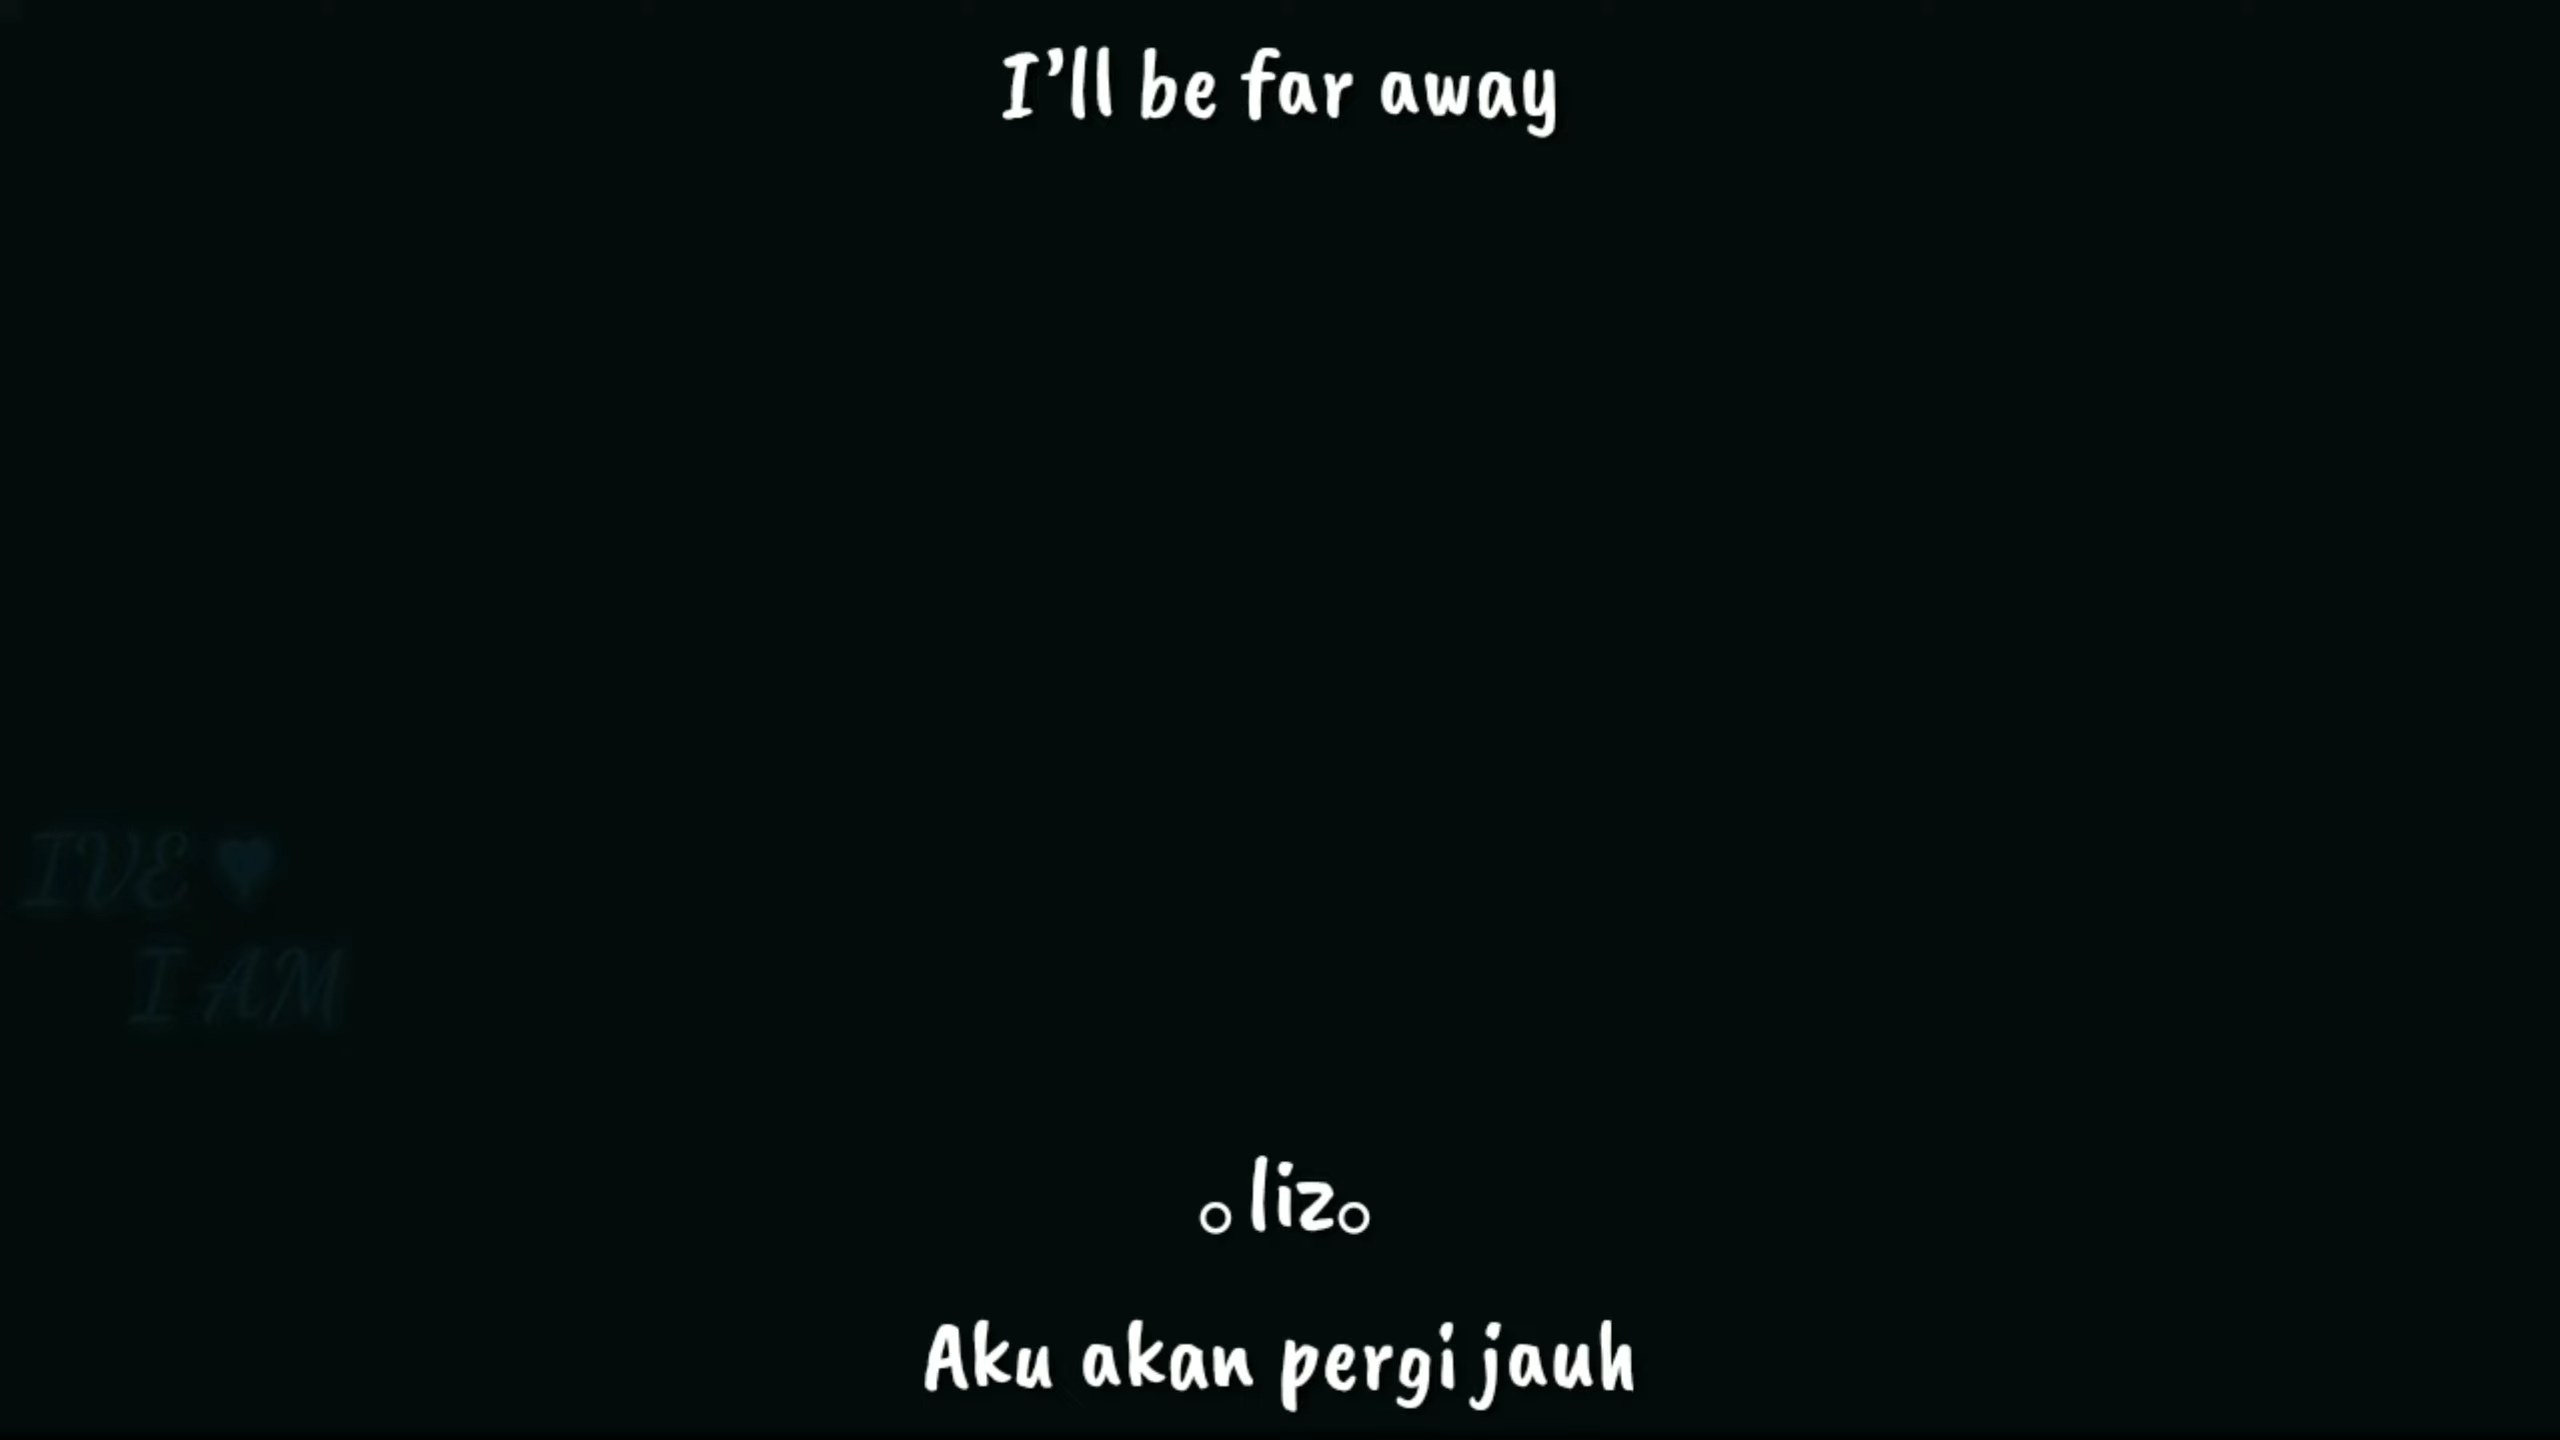 I'll be far away
IVE ♥
I AM
。liz。
Aku akan pergi jauh